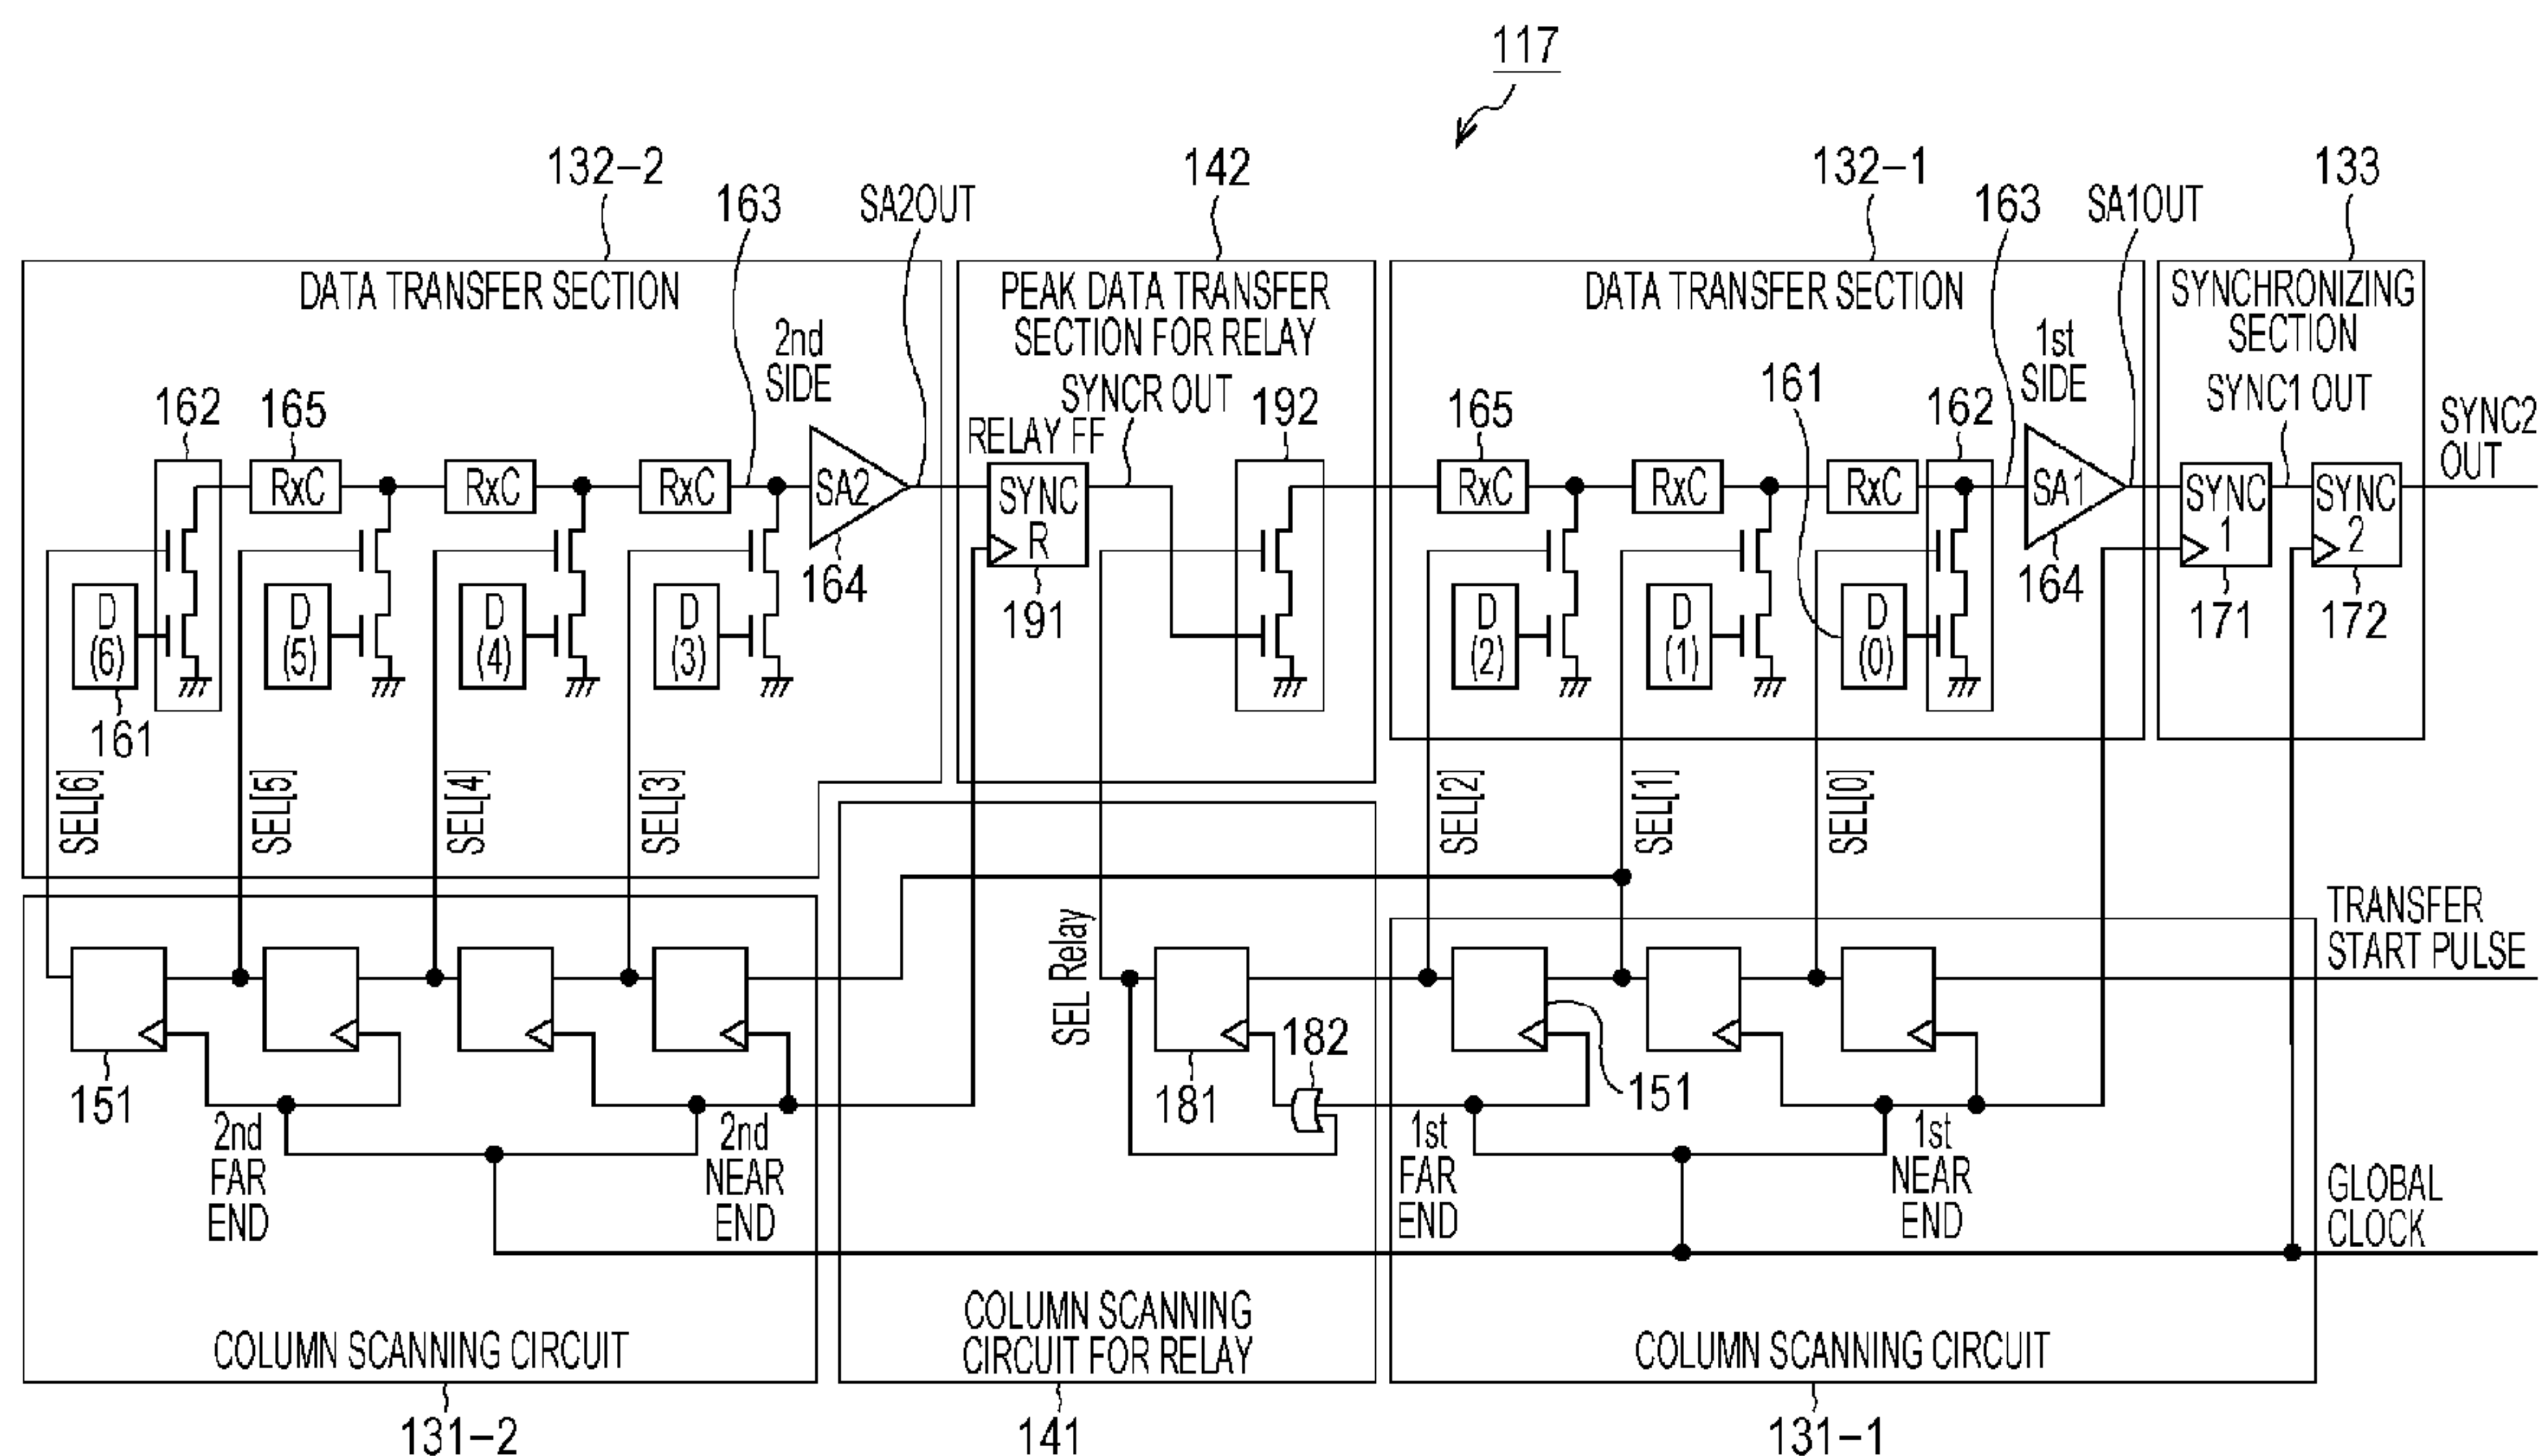 117
132-2
163
SA2OUT
142
132-1
163
SA1OUT
133
DATA TRANSFER SECTION
PEAK DATA TRANSFER
SECTION FOR RELAY
DATA TRANSFER SECTION
SYNCHRONIZING
SECTION
2nd
SIDE
1st
SIDE
162
165
RELAY FF
SYNCR OUT
192
165
161
162
SYNC1 OUT
SYNC2
OUT
RxC
RxC
RxC
SA2
SYNC
R
RxC
RxC
RxC
SA1
SYNC
1
SYNC
2
164
191
164
171
172
D
(6)
D
(5)
D
(4)
D
(3)
D
(2)
D
(1)
D
(0)
161
SEL[6]
SEL[5]
SEL[4]
SEL[3]
SEL[2]
SEL[1]
SEL[0]
SEL Relay
TRANSFER
START PULSE
151
181
182
151
2nd
FAR
END
2nd
NEAR
END
1st
FAR
END
1st
NEAR
END
GLOBAL
CLOCK
COLUMN SCANNING CIRCUIT
COLUMN SCANNING
CIRCUIT FOR RELAY
COLUMN SCANNING CIRCUIT
131-2
141
131-1